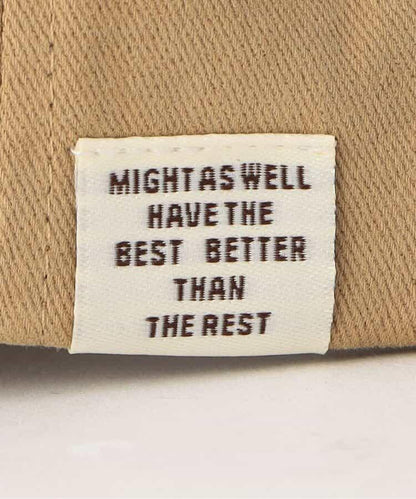 MIGHT AS WELL
HAVE THE
BEST BETTER
THAN
THE REST